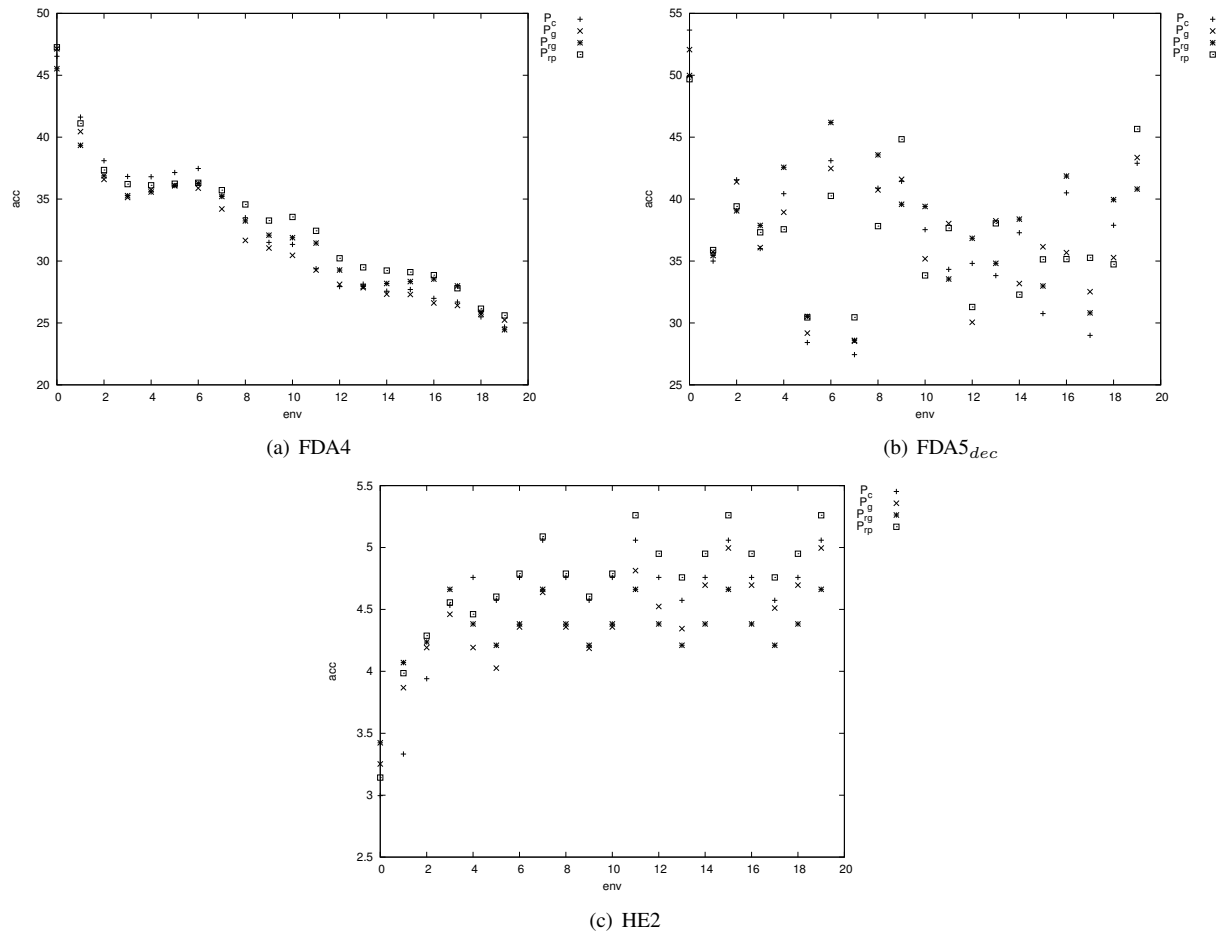 50
45
40
35
30
25
20
acc
0 2 4 6 8 10 12 14 16 18 20
env
P_c
P_g
P_rg
P_rp
(a) FDA4
55
50
45
40
35
30
25
acc
0 2 4 6 8 10 12 14 16 18 20
env
P_c
P_g
P_rg
P_rp
(b) FDA5_dec
5.5
5
4.5
4
3.5
3
2.5
acc
0 2 4 6 8 10 12 14 16 18 20
env
P_c
P_g
P_rg
P_rp
(c) HE2